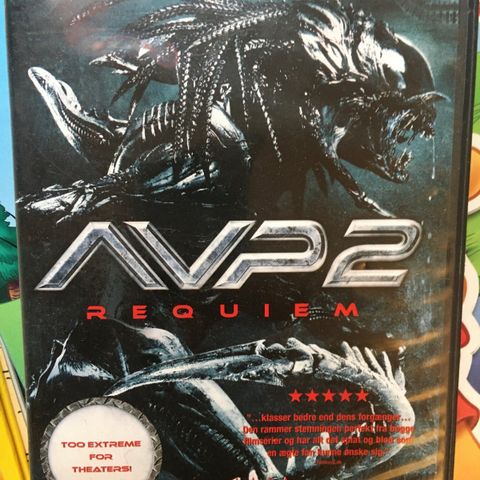 AVP2
REQUIEM
TOO EXTREME
FOR
THEATERS!
"...klasser bedre end dens forgænger...
Den rammer stemningen perfekt fra begge
filmserier og har alt det splat og blod som
en ægte fan kunne ønske sig."